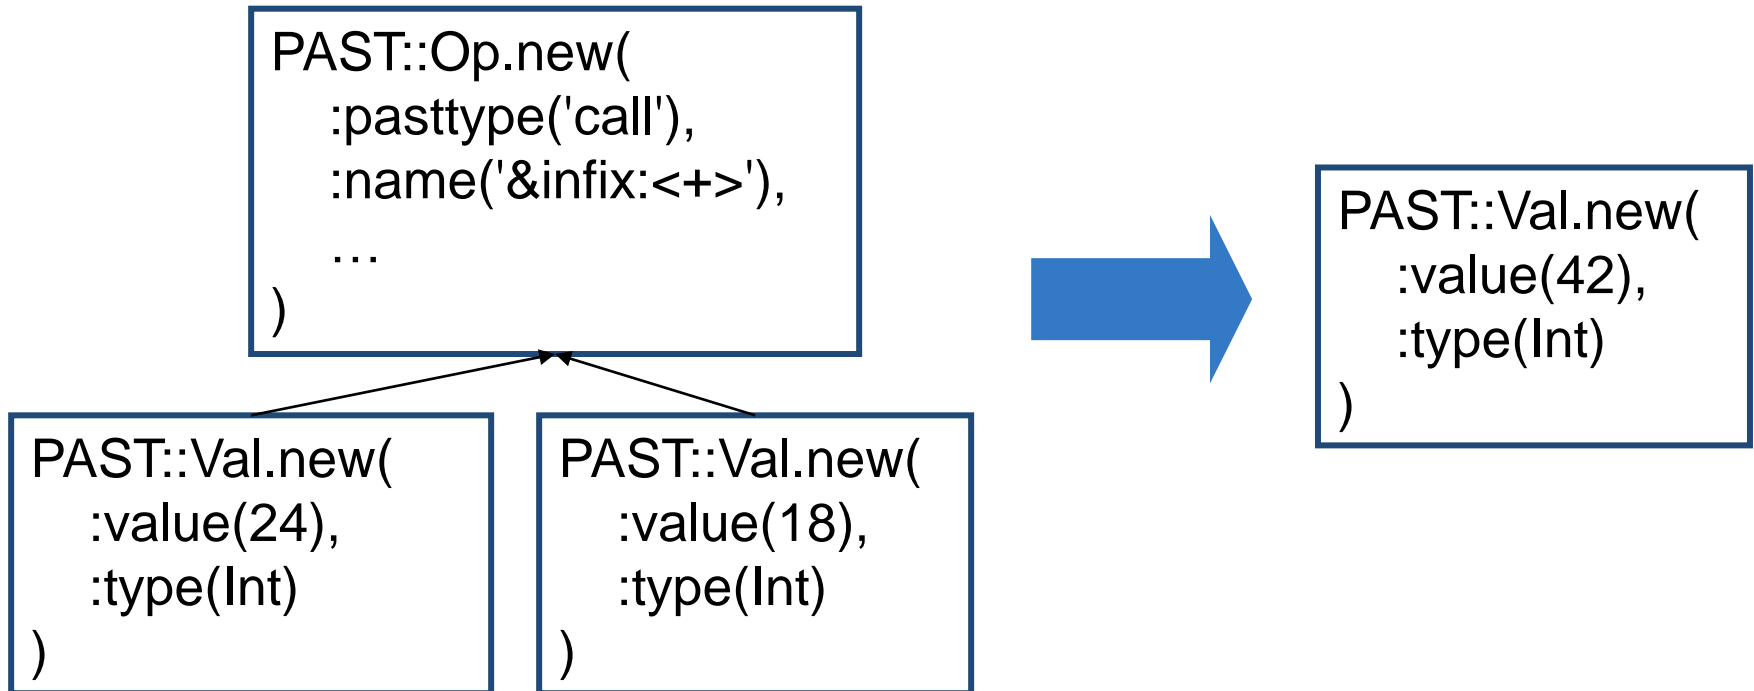 PAST::Op.new(
:pasttype('call'),
:name('&infix:<+>'),
…
)
PAST::Val.new(
:value(24),
:type(Int)
)
PAST::Val.new(
:value(18),
:type(Int)
)
PAST::Val.new(
:value(42),
:type(Int)
)